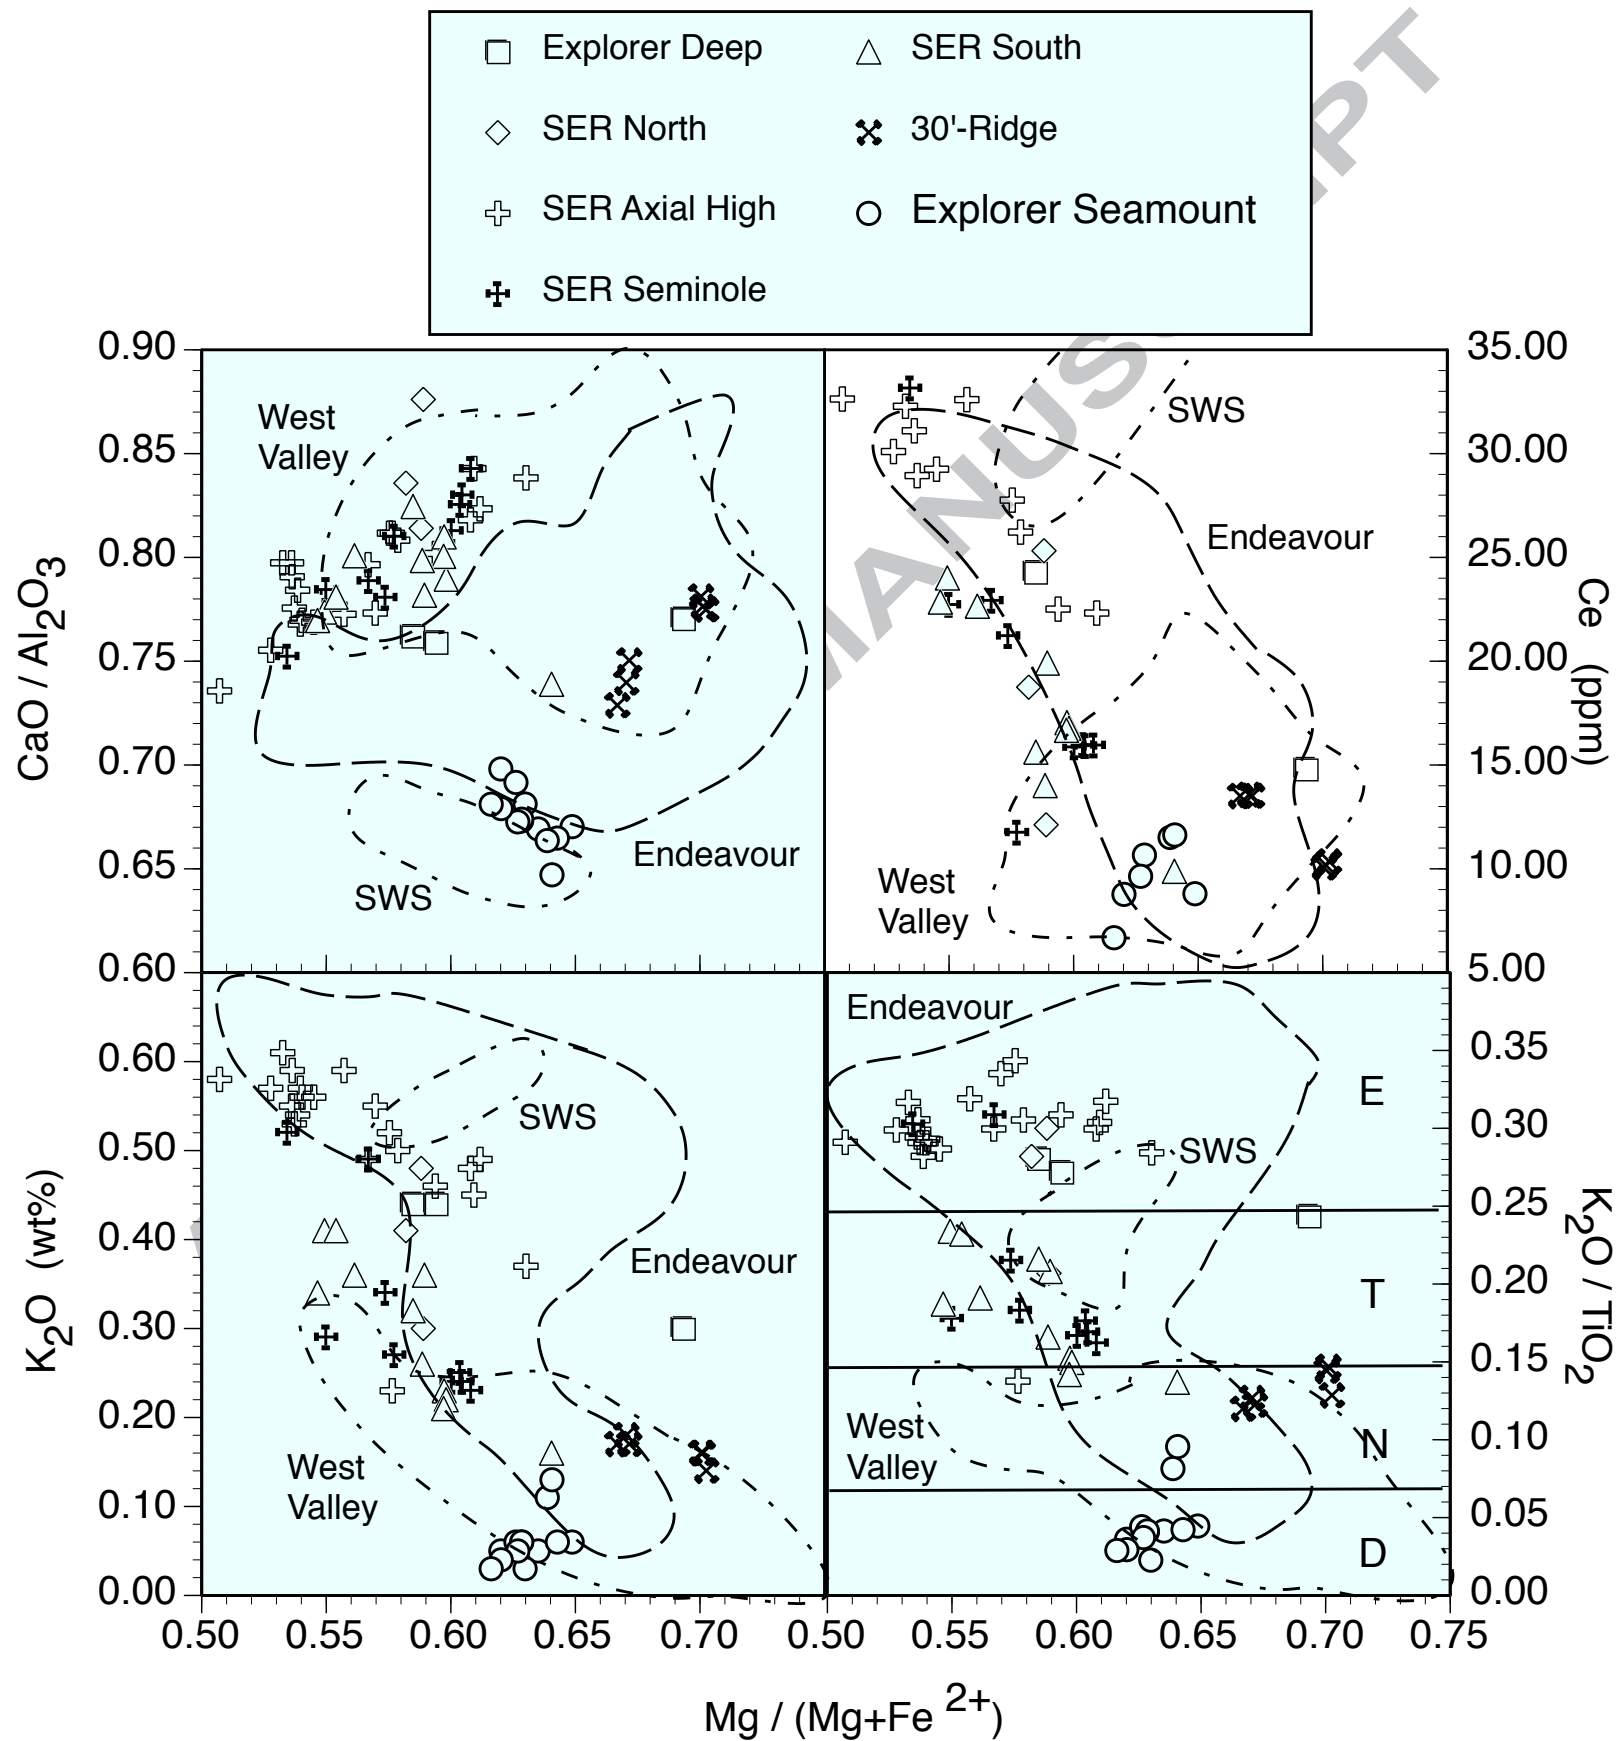 Explorer Deep
SER South
SER North
30'-Ridge
SER Axial High
Explorer Seamount
SER Seminole
MANUSCRIPT
0.90
0.85
0.80
0.75
0.70
0.65
0.60
CaO / Al2O3
West
Valley
Endeavour
SWS
35.00
30.00
25.00
20.00
15.00
10.00
5.00
Ce (ppm)
SWS
Endeavour
West
Valley
0.60
0.50
0.40
0.30
0.20
0.10
0.00
K2O (wt%)
SWS
Endeavour
West
Valley
Endeavour
E
SWS
T
West
Valley
N
D
0.35
0.30
0.25
0.20
0.15
0.10
0.05
0.00
K2O / TiO2
0.50 0.55 0.60 0.65 0.70 0.50 0.55 0.60 0.65 0.70 0.75
Mg / (Mg+Fe 2+)